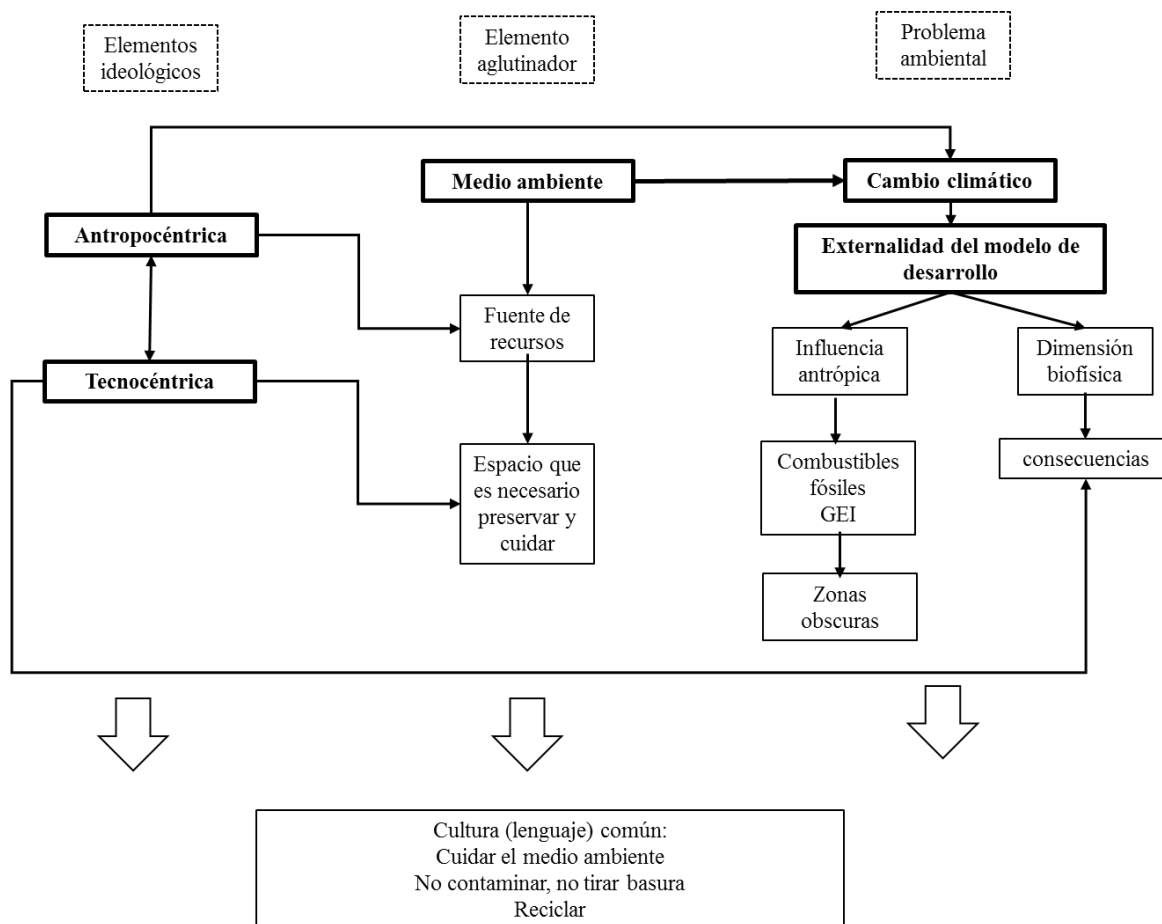 Elementos
ideológicos
Elemento
aglutinador
Problema
ambiental
Medio ambiente
Cambio climático
Antropocéntrica
Externalidad del modelo de
desarrollo
Fuente de
recursos
Influencia
antrópica
Dimensión
biofísica
Tecnocéntrica
Espacio que
es necesario
preservar y
cuidar
Combustibles
fósiles
GEI
consecuencias
Zonas
obscuras
Cultura (lenguaje) común:
Cuidar el medio ambiente
No contaminar, no tirar basura
Reciclar